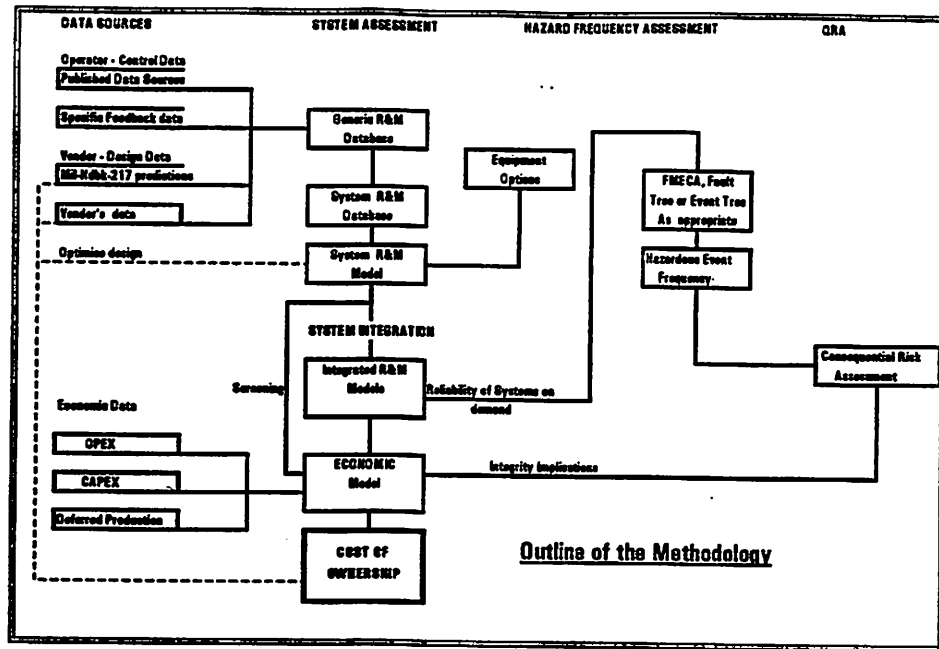 DATA SOURCES
SYSTEM ASSESSMENT
HAZARD FREQUENCY ASSESSMENT
QRA
Operator - Control Data
Published Data Sources
Specific Feedback data
Vendor - Design Data
Mil-Hdbk-217 predictions
Vendor's data
Optimise design
Generic R&M
Database
System R&M
Database
System R&M
Model
Equipment
Options
FMECA, Fault
Tree or Event Tree
As appropriate
Hazardous Event
Frequency
SYSTEM INTEGRATION
Screening
Integrated R&M
Models
Reliability of Systems on
demand
Consequential Risk
Assessment
Economic Data
OPEX
CAPEX
Deferred Production
ECONOMIC
Model
Integrity Implications
COST OF
OWNERSHIP
Outline of the Methodology